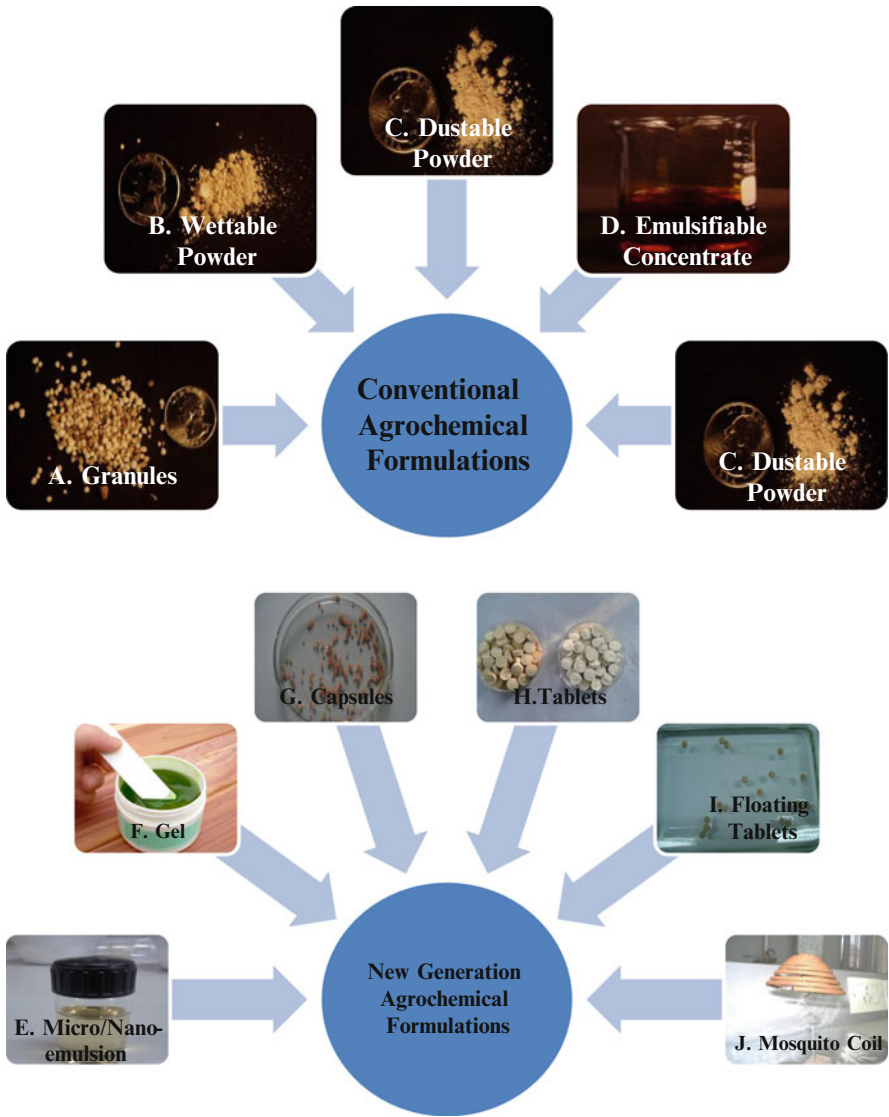 C. Dustable
Powder
B. Wettable
Powder
D. Emulsifiable
Concentrate
A. Granules
Conventional
Agrochemical
Formulations
C. Dustable
Powder
G. Capsules
H.Tablets
F. Gel
I. Floating
Tablets
E. Micro/Nano-
emulsion
New Generation
Agrochemical
Formulations
J. Mosquito Coil